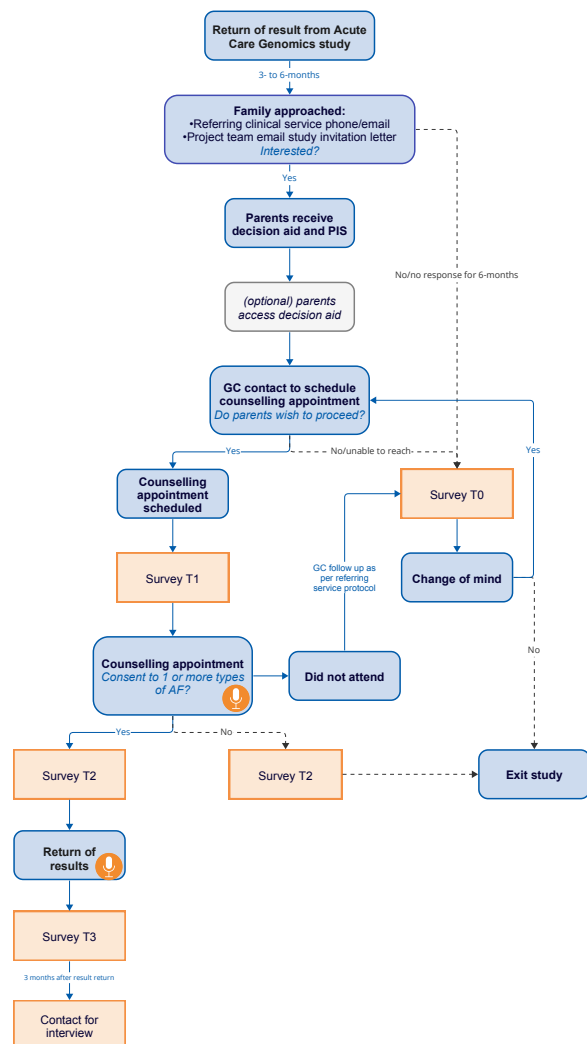 Return of result from Acute
Care Genomics study
3- to 6-months
Family approached:
•Referring clinical service phone/email
•Project team email study invitation letter
Interested?
Yes
Parents receive
decision aid and PIS
No/no response for 6-months
(optional) parents
access decision aid
GC contact to schedule
counselling appointment
Do parents wish to proceed?
Yes
No/unable to reach
Yes
Counselling
appointment
scheduled
Survey T0
Survey T1
GC follow up as
per referring
service protocol
Change of mind
No
Counselling appointment
Consent to 1 or more types
of AF?
Did not attend
Yes
No
Survey T2
Survey T2
Exit study
Return of
results
Survey T3
3 months after result return
Contact for
interview